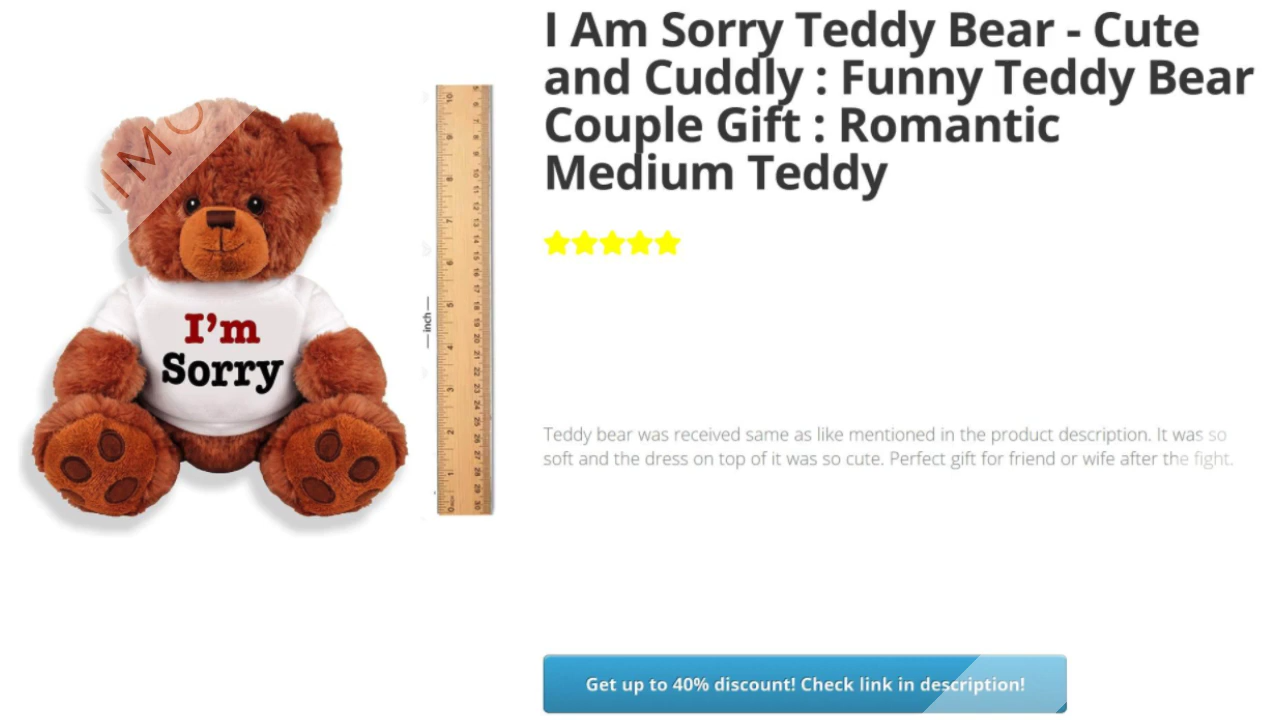 I Am Sorry Teddy Bear - Cute
and Cuddly : Funny Teddy Bear
Couple Gift : Romantic
Medium Teddy
I'm
Sorry
inch
Teddy bear was received same as like mentioned in the product description. It was so
soft and the dress on top of it was so cute. Perfect gift for friend or wife after the fight.
Get up to 40% discount! Check link in description!